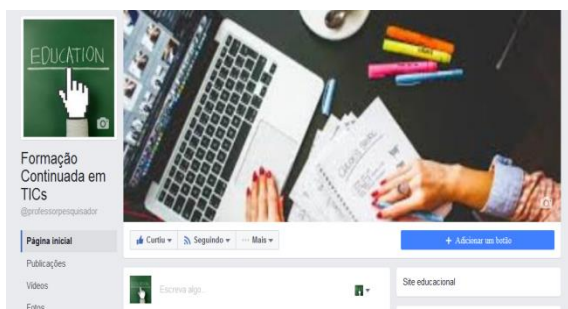 EDUCATION
Formação
Continuada em
TICs
@professorpesquisador
Página inicial
Publicações
Vídeos
Fotos
Curtiu
Seguindo
Mais
+ Adicionar um botão
Escreva algo...
Site educacional